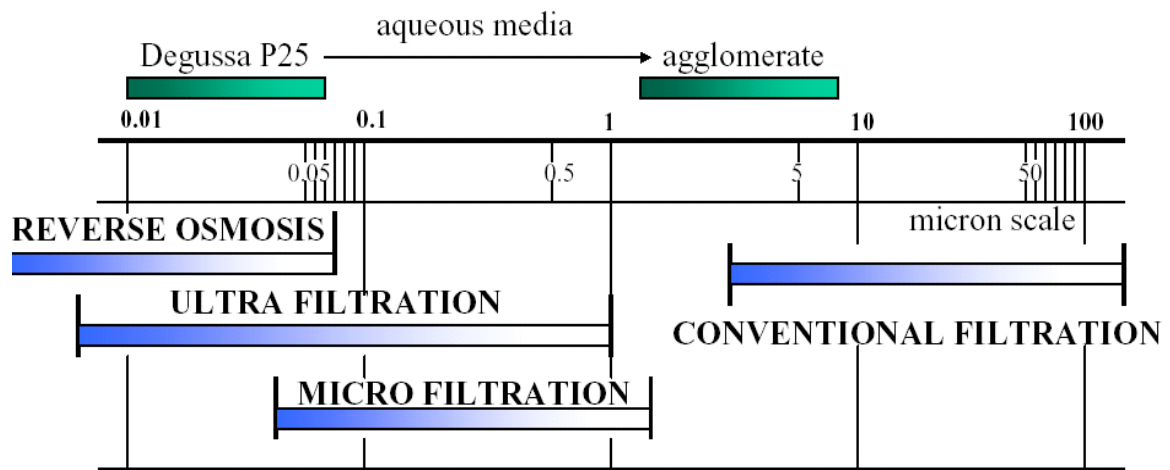 aqueous media
Degussa P25
agglomerate
0.01 0.1 1 10 100
0.05 0.5 5 50
micron scale
REVERSE OSMOSIS
ULTRA FILTRATION
CONVENTIONAL FILTRATION
MICRO FILTRATION